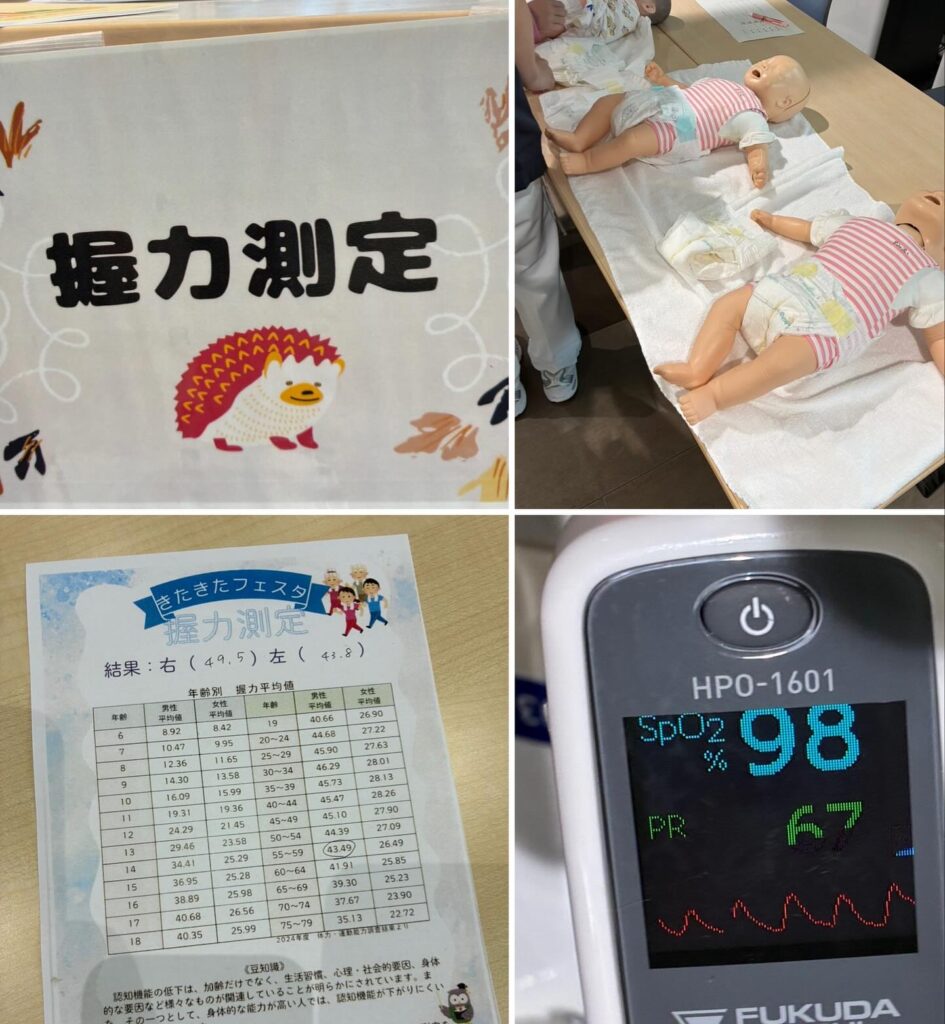 握力測定
きたきたフェスタ
握力測定
結果：右（ 49.5 ）左（ 43.8 ）
年齢別　握力平均値
年齢 男性平均値 女性平均値 年齢 男性平均値 女性平均値
6 8.92 8.42 19 40.66 26.90
7 10.47 9.95 20~24 44.68 27.22
8 12.36 11.65 25~29 45.90 27.63
9 14.30 13.58 30~34 46.29 28.01
10 16.09 15.99 35~39 45.73 28.13
11 19.31 19.36 40~44 45.47 28.26
12 24.29 21.45 45~49 45.10 27.90
13 29.46 23.58 50~54 44.39 27.09
14 34.41 25.29 55~59 43.49 26.49
15 36.95 25.28 60~64 41.91 25.85
16 38.89 25.98 65~69 39.30 25.23
17 40.68 26.56 70~74 37.67 23.90
18 40.35 25.99 75~79 35.13 22.72
2024年度　体力・運動能力調査結果より
《豆知識》
認知機能の低下は、加齢だけでなく、生活習慣、心理・社会的要因、身体
的な要因など様々なものが関連していることが明らかにされています。ま
た、その一つとして、身体的な能力が高い人では、認知機能が下がりにくい
HPO-1601
SpO2
%
98
PR
67
FUKUDA